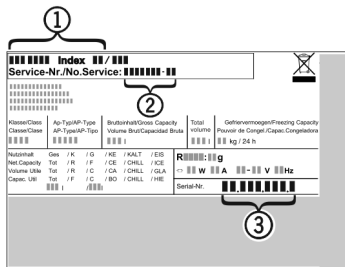 1
Index /
Service-Nr./No.Service: -
2
Klasse/Class Ap-Typ/AP-Type Bruttoinhalt/Gross Capacity Total Gefriervermoegen/Freezing Capacity
Classe/Clase AP-Type/AP-Tipo Volume Brut/Capacidad Bruta volume Pouvoir de Congel./Capac.Congeladora
l l kg / 24 h
Nutzinhalt Ges / K / G / KE / KALT / EIS
Net Capacity Tot / R / F / CE / CHILL / ICE
Volume Utile Tot / R / C / CA / CHILL / GLA
Capac. Util Tot / F / C / BO / CHILL / HIE
l / l
R : g
W A - V Hz
Serial-Nr. . . .
3